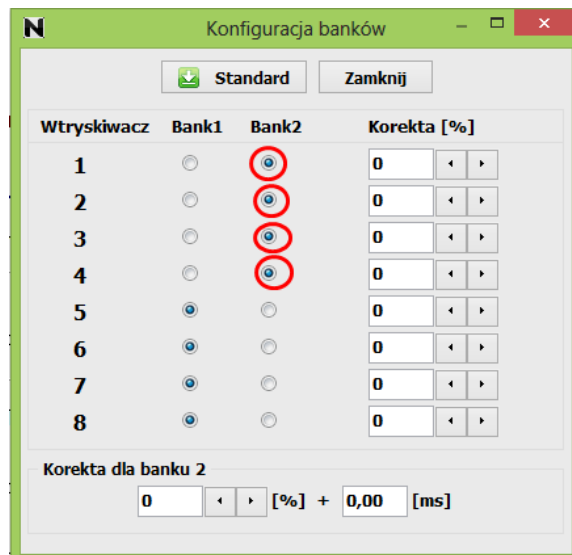 N Konfiguracja banków
Standard Zamknij
Wtryskiwacz Bank1 Bank2 Korekta [%]
1 0
2 0
3 0
4 0
5 0
6 0
7 0
8 0
Korekta dla banku 2
0 [%] + 0,00 [ms]